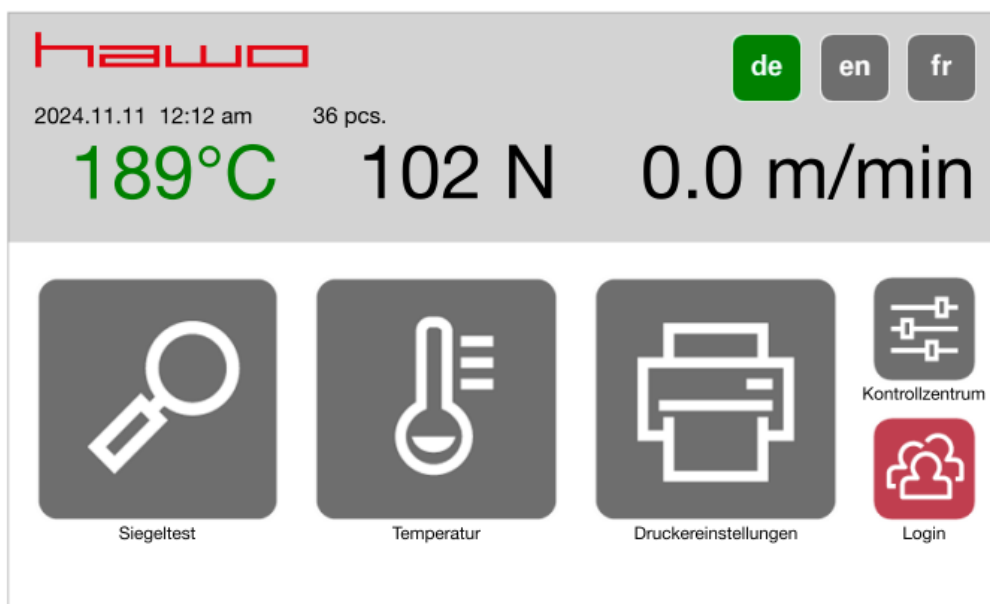 hawo
de en fr
2024.11.11 12:12 am 36 pcs.
189°C 102 N 0.0 m/min
Kontrollzentrum
Siegeltest Temperatur Druckereinstellungen Login